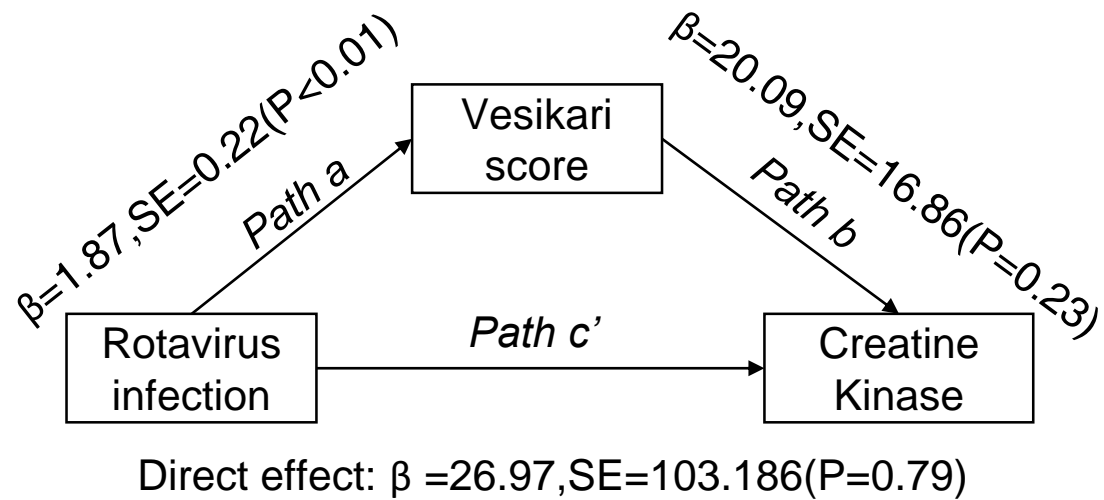 β=1.87,SE=0.22(P<0.01)
Path a
Vesikari
score
β=20.09,SE=16.86(P=0.23)
Path b
Rotavirus
infection
Path c’
Creatine
Kinase
Direct effect: β =26.97,SE=103.186(P=0.79)